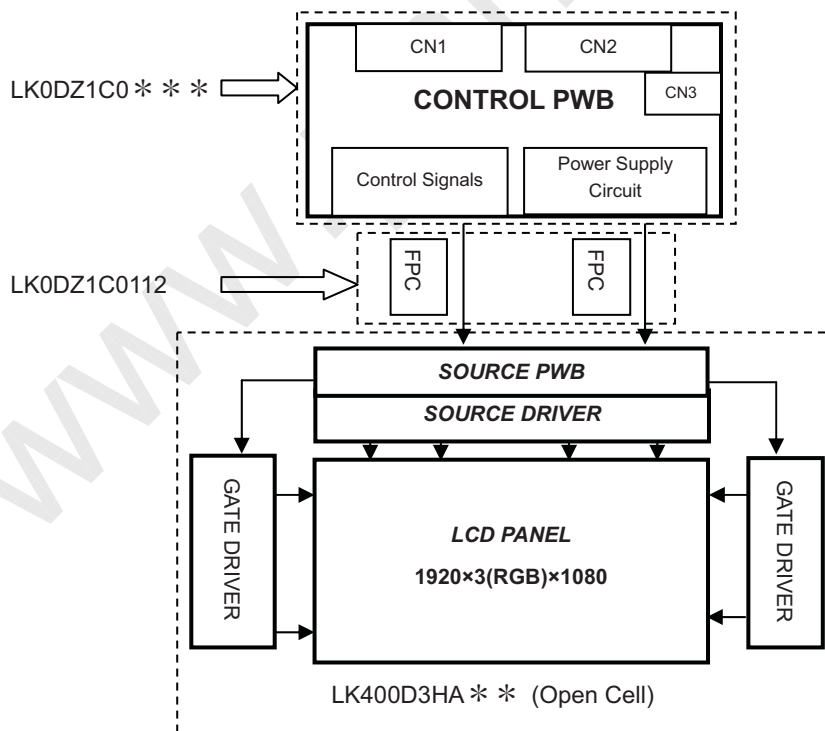 CN1
CN2
LK0DZ1C0＊＊＊
CONTROL PWB
CN3
Control Signals
Power Supply
Circuit
FPC
FPC
LK0DZ1C0112
SOURCE PWB
SOURCE DRIVER
GATE DRIVER
LCD PANEL
1920×3(RGB)×1080
GATE DRIVER
LK400D3HA＊＊ (Open Cell)
www.